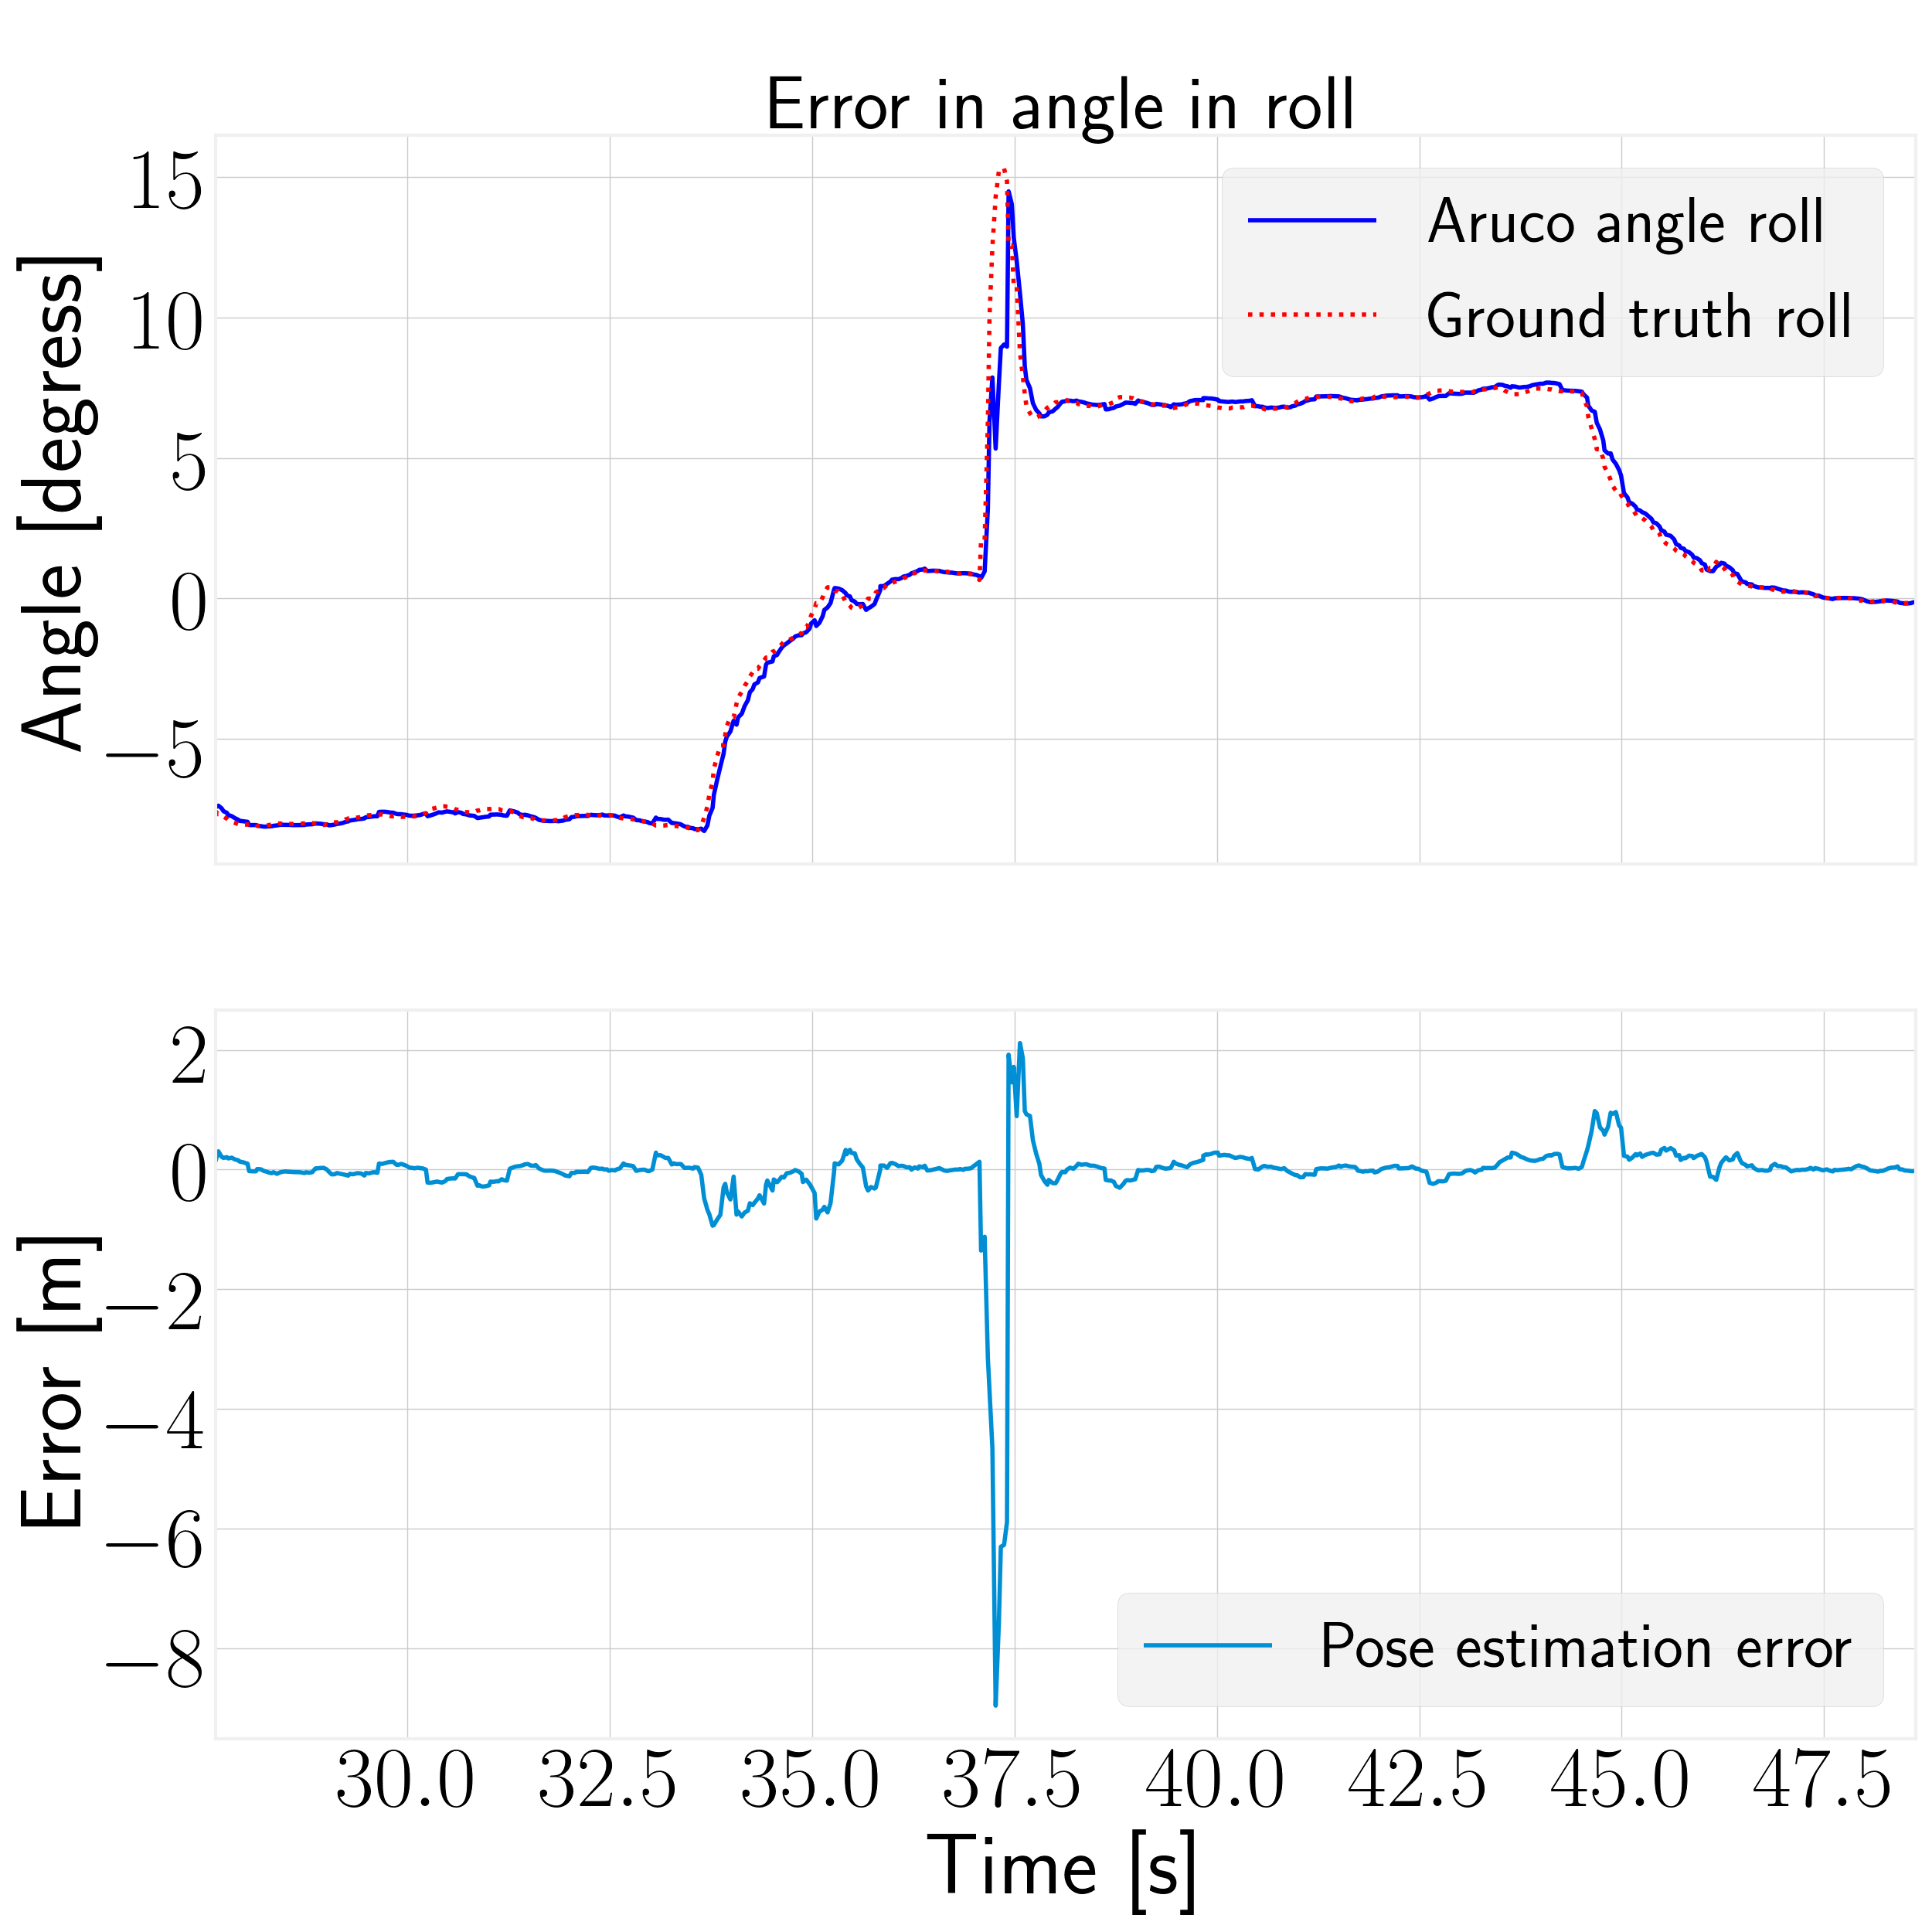 Error in angle in roll
Angle [degress]
15
10
5
0
−5
Aruco angle roll
Ground truth roll
Error [m]
2
0
−2
−4
−6
−8
Pose estimation error
30.0 32.5 35.0 37.5 40.0 42.5 45.0 47.5
Time [s]